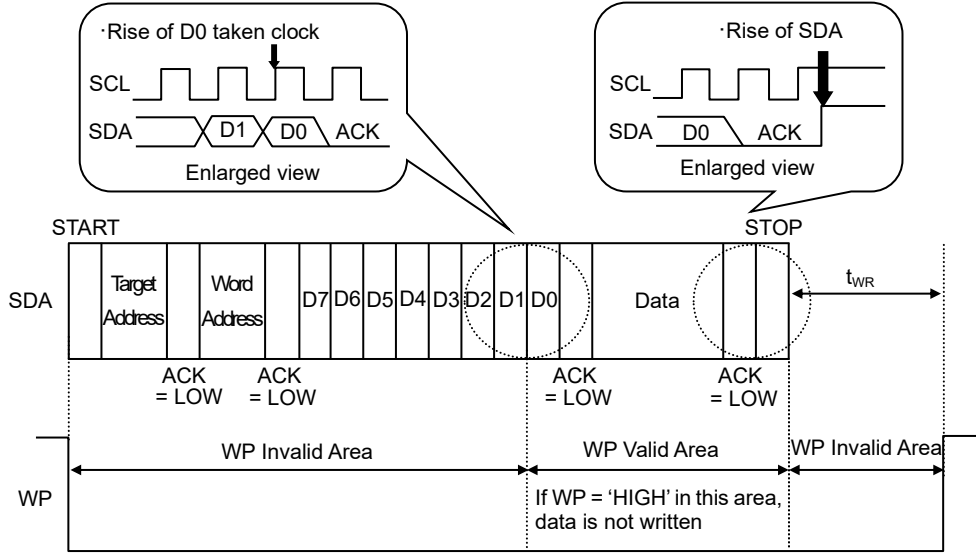 ·Rise of D0 taken clock
SCL
SDA D1 D0 ACK
Enlarged view
·Rise of SDA
SCL
SDA D0 ACK
Enlarged view
START
STOP
SDA
Target
Address
Word
Address
D7 D6 D5 D4 D3 D2 D1 D0
Data
tWR
ACK
= LOW
ACK
= LOW
ACK
= LOW
ACK
= LOW
WP Invalid Area
WP Valid Area
WP Invalid Area
WP
If WP = ‘HIGH’ in this area,
data is not written